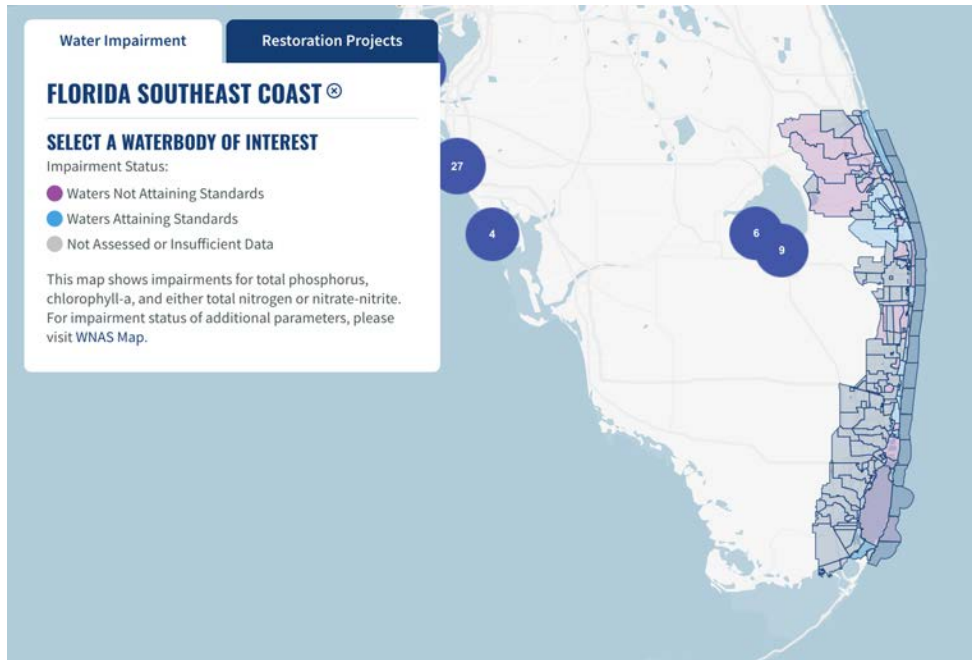 Water Impairment
Restoration Projects
FLORIDA SOUTHEAST COAST
SELECT A WATERBODY OF INTEREST
Impairment Status:
Waters Not Attaining Standards
Waters Attaining Standards
Not Assessed or Insufficient Data
This map shows impairments for total phosphorus,
chlorophyll-a, and either total nitrogen or nitrate-nitrite.
For impairment status of additional parameters, please
visit WNAS Map.
27
4
6
9